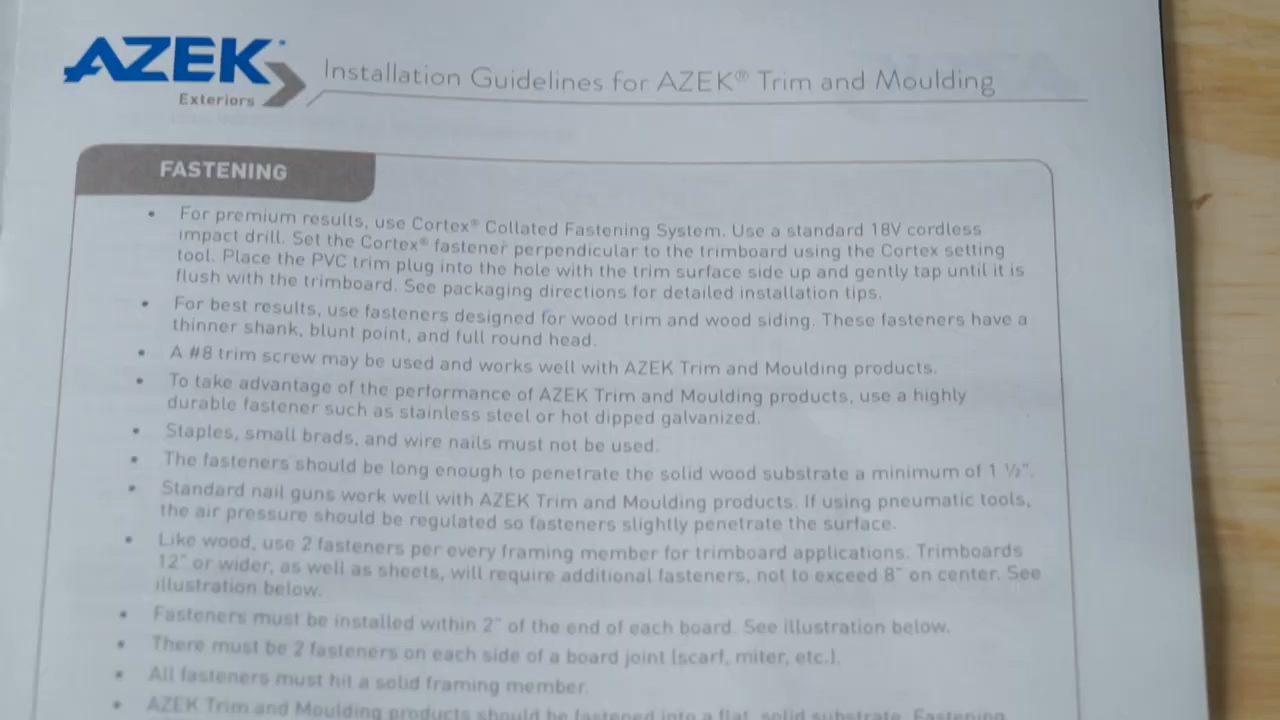 AZEK®
Exteriors
Installation Guidelines for AZEK® Trim and Moulding
FASTENING
• For premium results, use Cortex® Collated Fastening System. Use a standard 18V cordless
impact drill. Set the Cortex® fastener perpendicular to the trimboard using the Cortex setting
tool. Place the PVC trim plug into the hole with the trim surface side up and gently tap until it is
flush with the trimboard. See packaging directions for detailed installation tips.
• For best results, use fasteners designed for wood trim and wood siding. These fasteners have a
thinner shank, blunt point, and full round head.
• A #8 trim screw may be used and works well with AZEK Trim and Moulding products.
• To take advantage of the performance of AZEK Trim and Moulding products, use a highly
durable fastener such as stainless steel or hot dipped galvanized.
• Staples, small brads, and wire nails must not be used.
• The fasteners should be long enough to penetrate the solid wood substrate a minimum of 1 ½".
• Standard nail guns work well with AZEK Trim and Moulding products. If using pneumatic tools,
the air pressure should be regulated so fasteners slightly penetrate the surface.
• Like wood, use 2 fasteners per every framing member for trimboard applications. Trimboards
12" or wider, as well as sheets, will require additional fasteners, not to exceed 8" on center. See
illustration below.
• Fasteners must be installed within 2" of the end of each board. See illustration below.
• There must be 2 fasteners on each side of a board joint (scarf, miter, etc.).
• All fasteners must hit a solid framing member.
• AZEK Trim and Moulding products should be fastened into a flat, solid substrate. Fastening